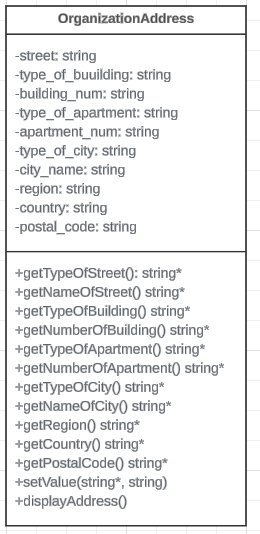 OrganizationAddress
-street: string
-type_of_buuilding: string
-building_num: string
-type_of_apartment: string
-apartment_num: string
-type_of_city: string
-city_name: string
-region: string
-country: string
-postal_code: string
+getTypeOfStreet(): string*
+getNameOfStreet() string*
+getTypeOfBuilding() string*
+getNumberOfBuilding() string*
+getTypeOfApartment() string*
+getNumberOfApartment() string*
+getTypeOfCity() string*
+getNameOfCity() string*
+getRegion() string*
+getCountry() string*
+getPostalCode() string*
+setValue(string*, string)
+displayAddress()